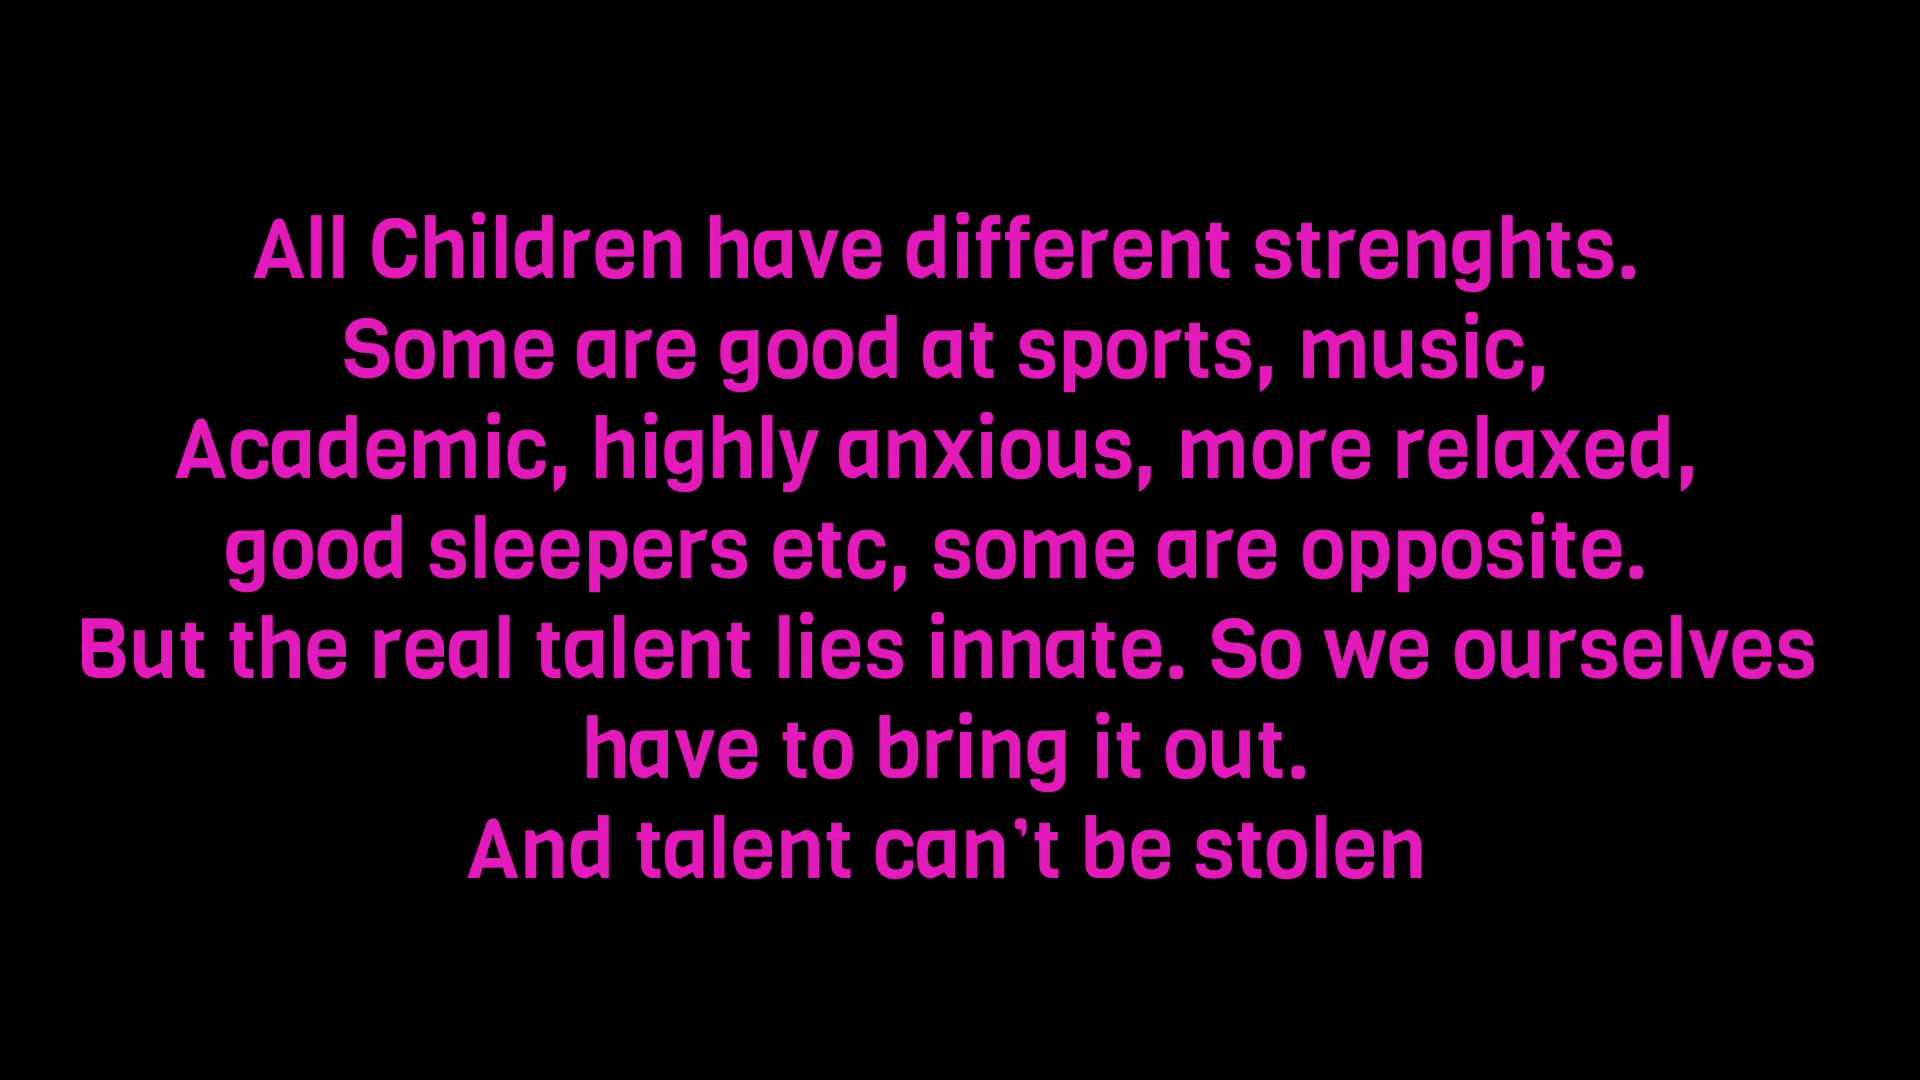 All Children have different strenghts.
Some are good at sports, music,
Academic, highly anxious, more relaxed,
good sleepers etc, some are opposite.
But the real talent lies innate. So we ourselves
have to bring it out.
And talent can’t be stolen